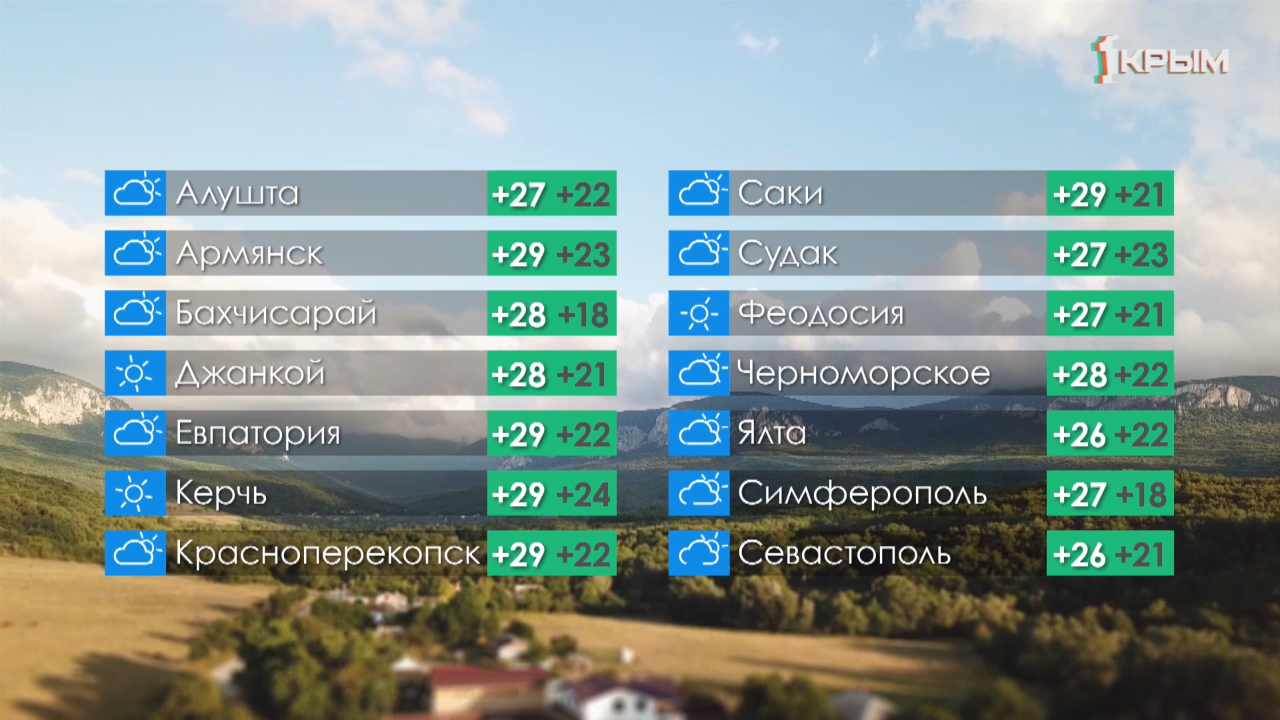 1 КРЫМ
Алушта +27 +22
Армянск +29 +23
Бахчисарай +28 +18
Джанкой +28 +21
Евпатория +29 +22
Керчь +29 +24
Красноперекопск +29 +22
Саки +29 +21
Судак +27 +23
Феодосия +27 +21
Черноморское +28 +22
Ялта +26 +22
Симферополь +27 +18
Севастополь +26 +21